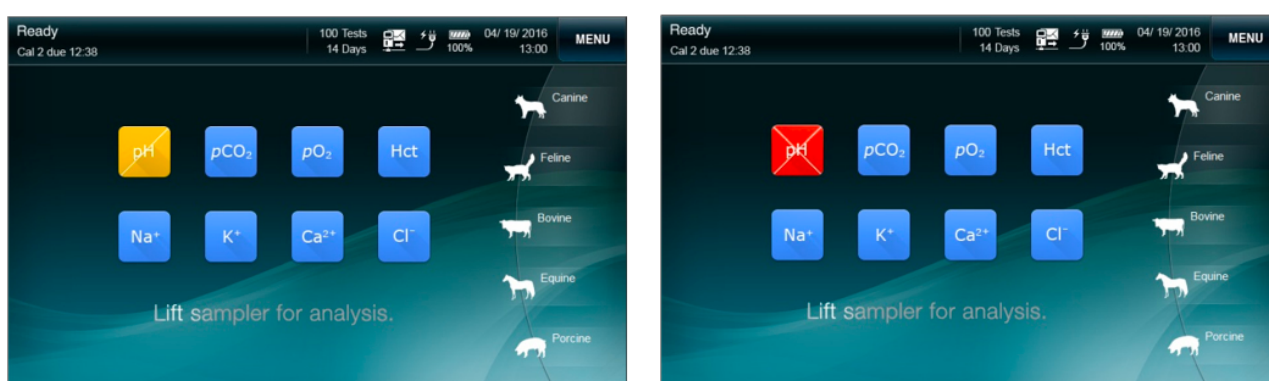 Ready
Cal 2 due 12:38
100 Tests
14 Days
100%
04/ 19/ 2016
13:00
MENU
pH
pCO₂
pO₂
Hct
Na⁺
K⁺
Ca²⁺
Cl⁻
Canine
Feline
Bovine
Equine
Porcine
Lift sampler for analysis.
Ready
Cal 2 due 12:38
100 Tests
14 Days
100%
04/ 19/ 2016
13:00
MENU
pH
pCO₂
pO₂
Hct
Na⁺
K⁺
Ca²⁺
Cl⁻
Canine
Feline
Bovine
Equine
Porcine
Lift sampler for analysis.